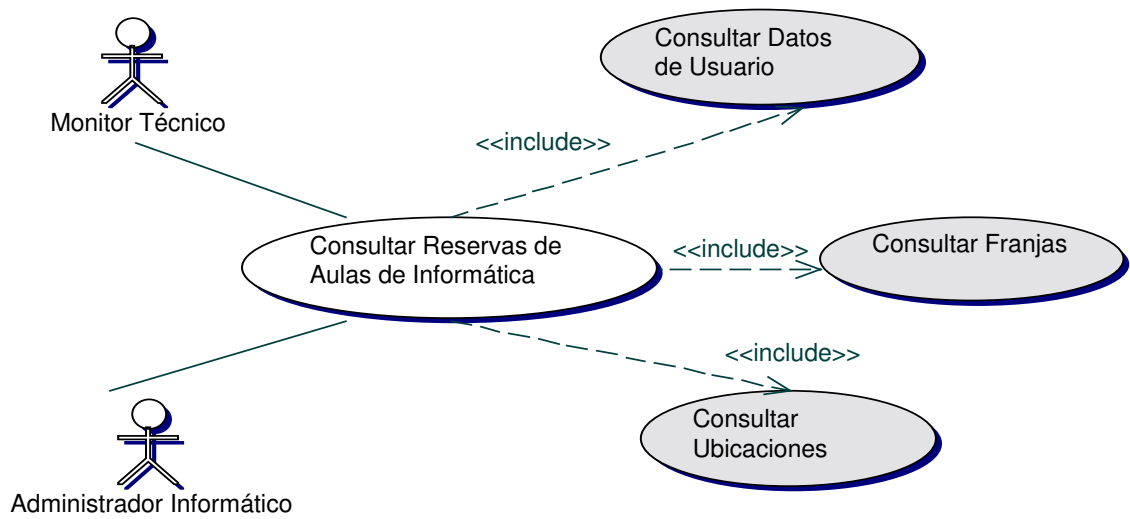 Consultar Datos
de Usuario
Monitor Técnico
<<include>>
Consultar Reservas de
Aulas de Informática
<<include>>
Consultar Franjas
<<include>>
Consultar
Ubicaciones
Administrador Informático